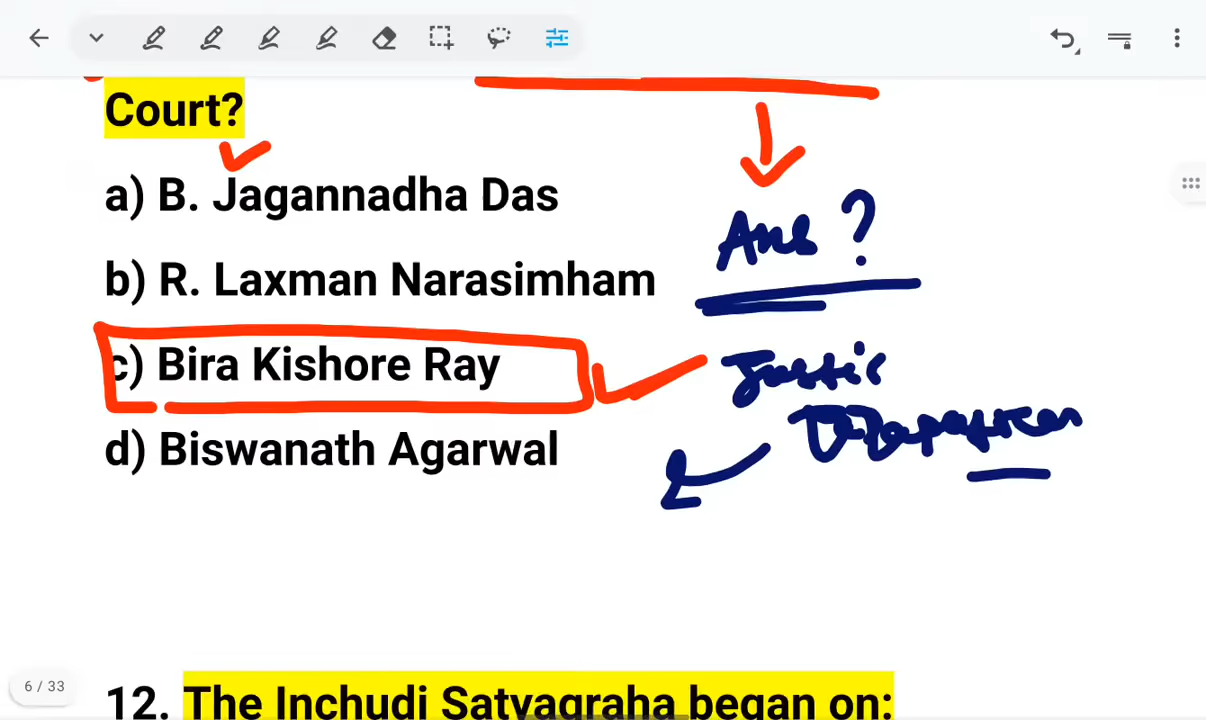 Court?
a) B. Jagannadha Das
Ans ?
b) R. Laxman Narasimham
c) Bira Kishore Ray
d) Biswanath Agarwal
6 / 33
12. The Inchudi Satyagraha began on: